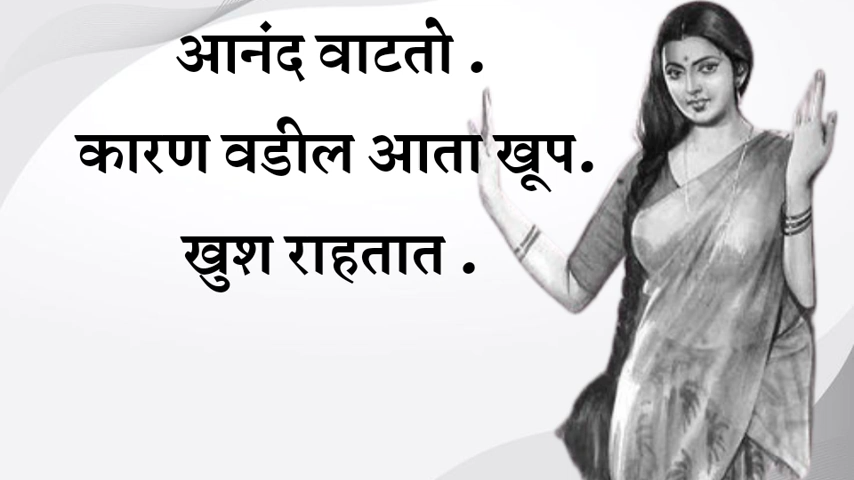 आनंद वाटतो .
कारण वडील आता खूप.
खुश राहतात .